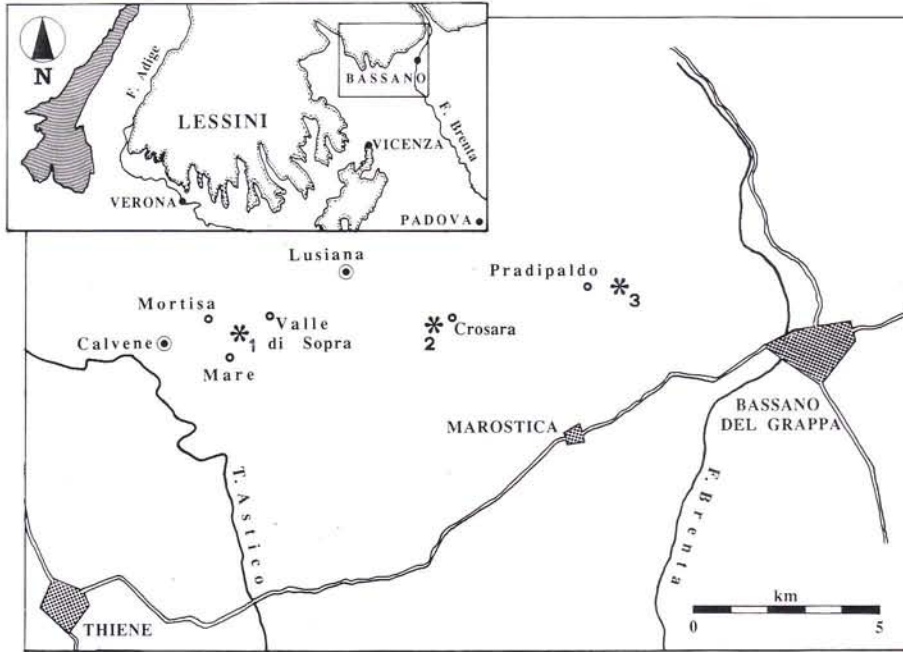 N
F. Adige
LESSINI
BASSANO
F. Brenta
VICENZA
VERONA
PADOVA
Lusiana
Pradipaldo
3
Mortisa
Valle
di Sopra
1
2
Crosara
Calvene
Mare
MAROSTICA
BASSANO
DEL GRAPPA
T. Astico
F. Brenta
THIENE
km
0 5